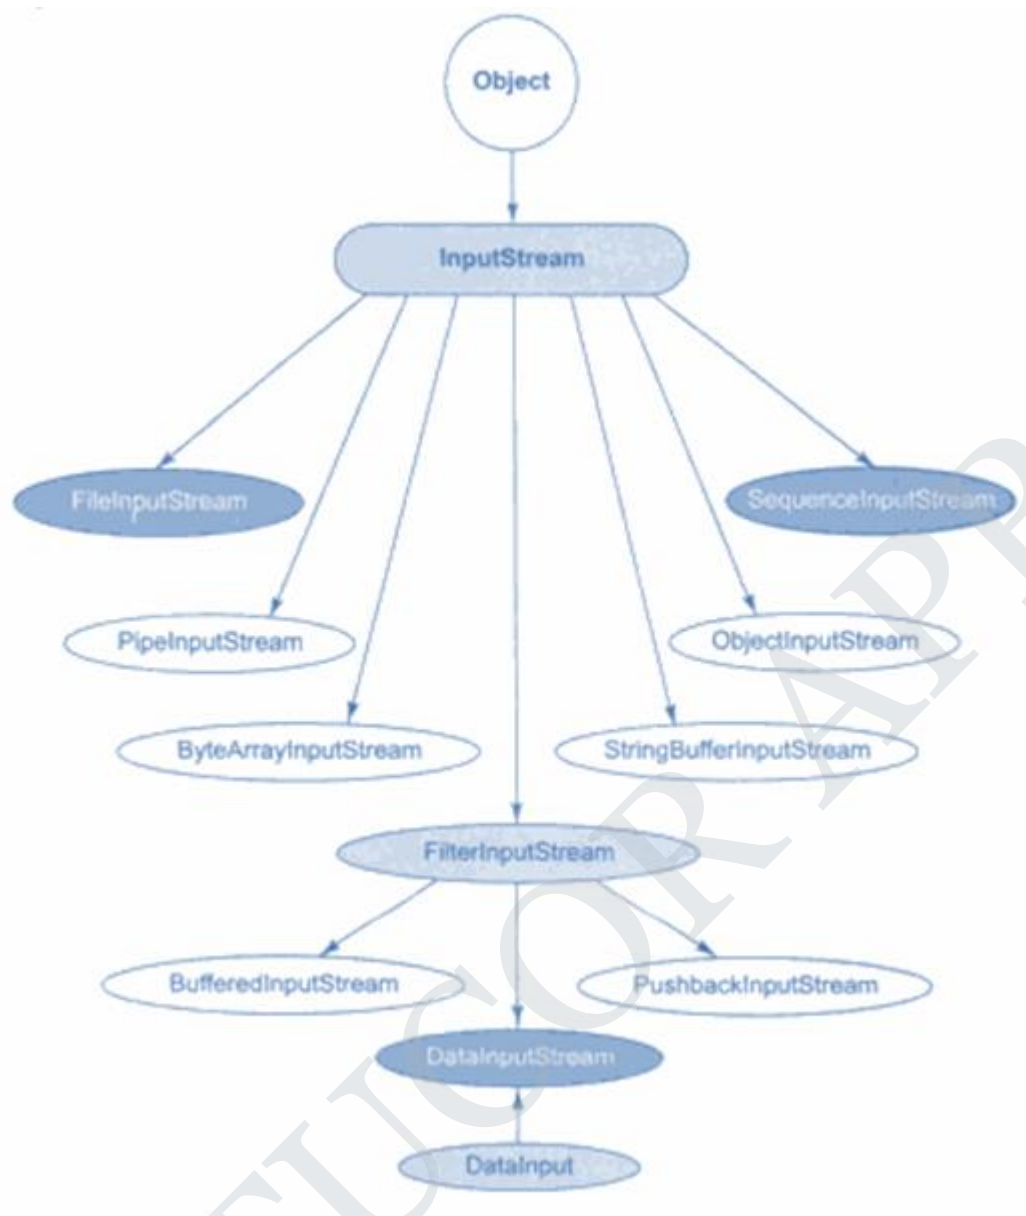 Object
InputStream
FileInputStream
SequenceInputStream
PipeInputStream
ObjectInputStream
ByteArrayInputStream
StringBufferInputStream
FilterInputStream
BufferedInputStream
PushbackInputStream
DataInputStream
DataInput